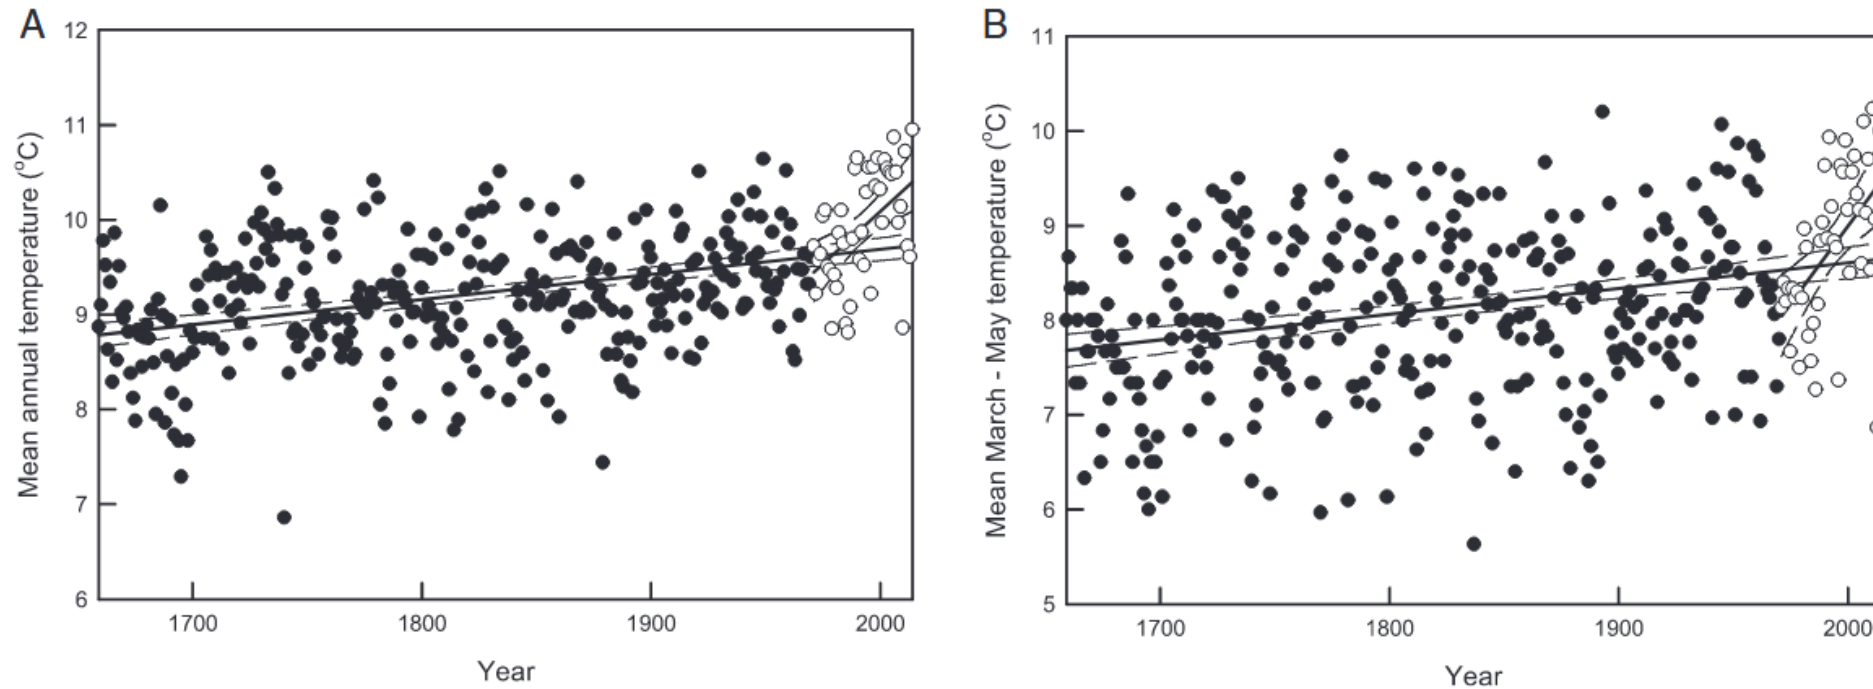 A
12
11
10
9
8
7
6
Mean annual temperature (°C)
1700 1800 1900 2000
Year
B
11
10
9
8
7
6
5
Mean March - May temperature (°C)
1700 1800 1900 2000
Year